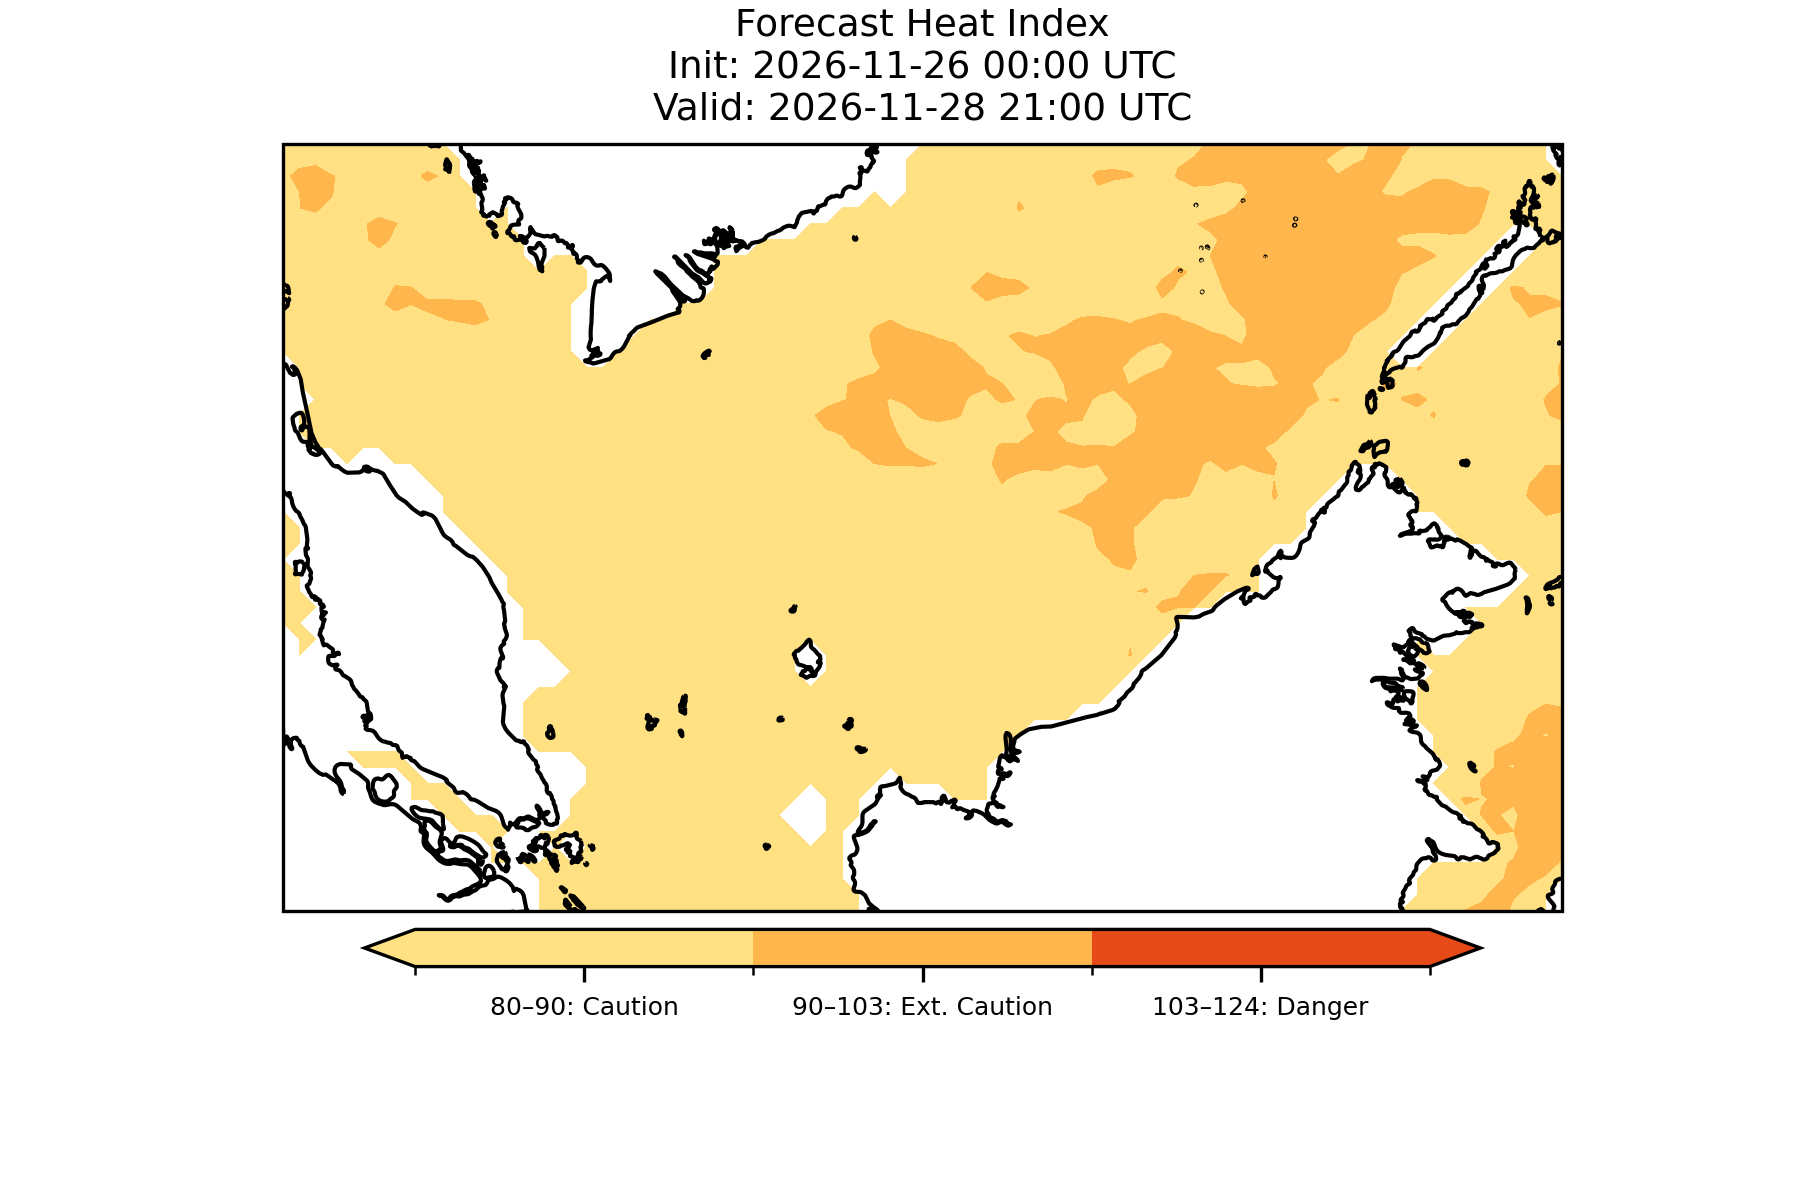 Forecast Heat Index
Init: 2026-11-26 00:00 UTC
Valid: 2026-11-28 21:00 UTC
80–90: Caution
90–103: Ext. Caution
103–124: Danger